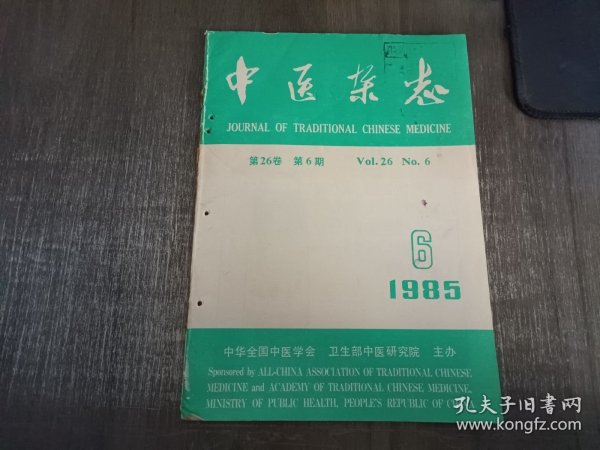 中医杂志
JOURNAL OF TRADITIONAL CHINESE MEDICINE
第26卷 第6期 Vol. 26 No. 6
6
1985
中华全国中医学会 卫生部中医研究院 主办
Sponsored by ALL-CHINA ASSOCIATION OF TRADITIONAL CHINESE
MEDICINE and ACADEMY OF TRADITIONAL CHINESE MEDICINE,
MINISTRY OF PUBLIC HEALTH, PEOPLE'S REPUBLIC OF
孔夫子旧书网
www.kongfz.com